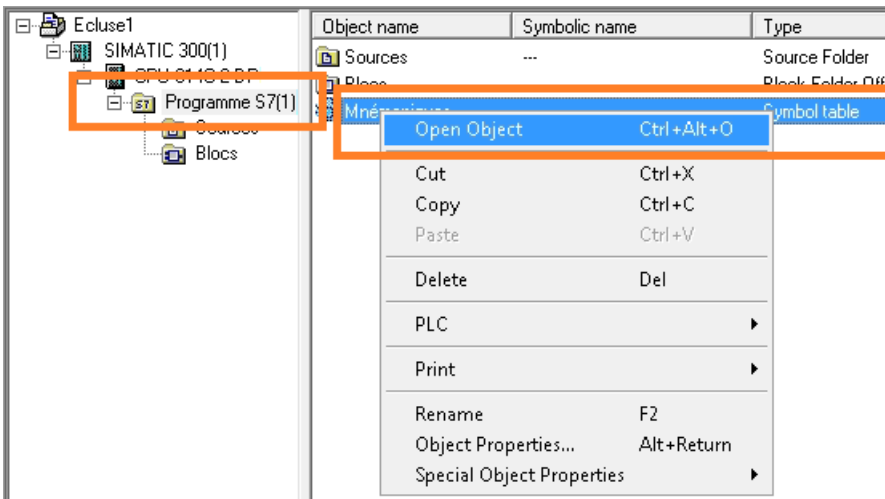 Ecluse1
SIMATIC 300(1)
Programme S7(1)
Blocs
Object name Symbolic name Type
Sources --- Source Folder
Symbol table
Open Object Ctrl+Alt+O
Cut Ctrl+X
Copy Ctrl+C
Paste Ctrl+V
Delete Del
PLC
Print
Rename F2
Object Properties... Alt+Return
Special Object Properties